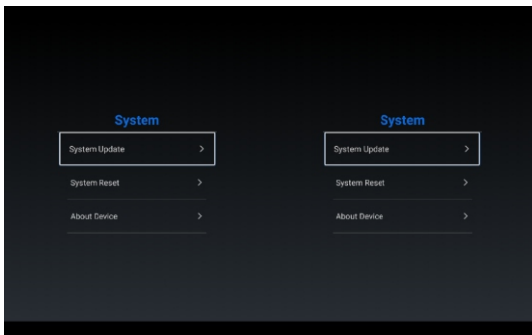 System
System Update >
System Reset >
About Device >
System
System Update >
System Reset >
About Device >